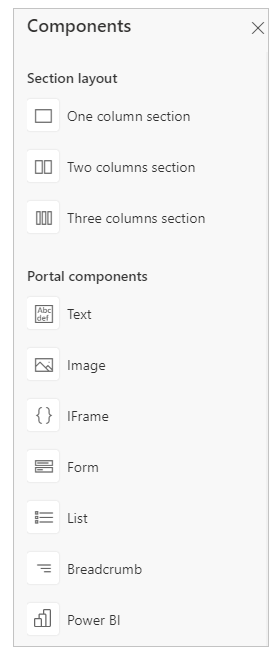 Components
Section layout
One column section
Two columns section
Three columns section
Portal components
Abc
def
Text
Image
IFrame
Form
List
Breadcrumb
Power BI